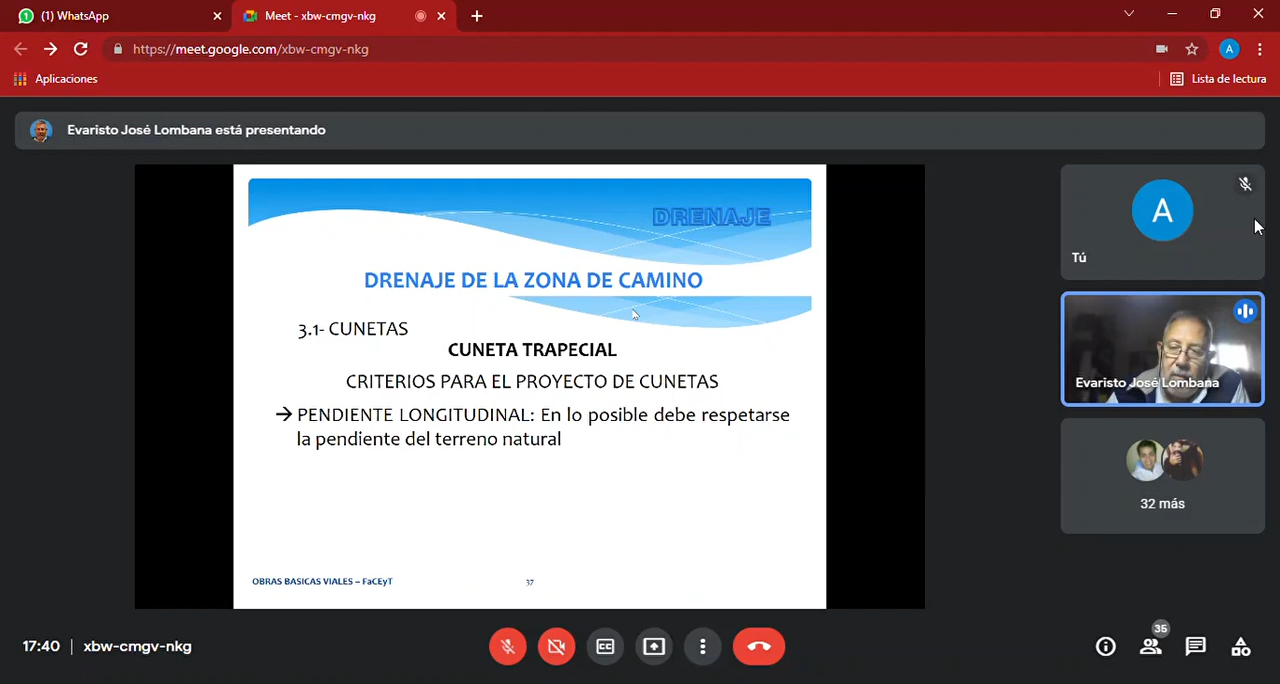 (1) WhatsApp
Meet - xbw-cmgv-nkg
https://meet.google.com/xbw-cmgv-nkg
A
Aplicaciones
Lista de lectura
Evaristo José Lombana está presentando
DRENAJE
DRENAJE DE LA ZONA DE CAMINO
3.1- CUNETAS
CUNETA TRAPECIAL
CRITERIOS PARA EL PROYECTO DE CUNETAS
→ PENDIENTE LONGITUDINAL: En lo posible debe respetarse
la pendiente del terreno natural
OBRAS BASICAS VIALES – FaCEyT
37
A
Tú
Evaristo José Lombana
32 más
17:40 | xbw-cmgv-nkg
CC
35